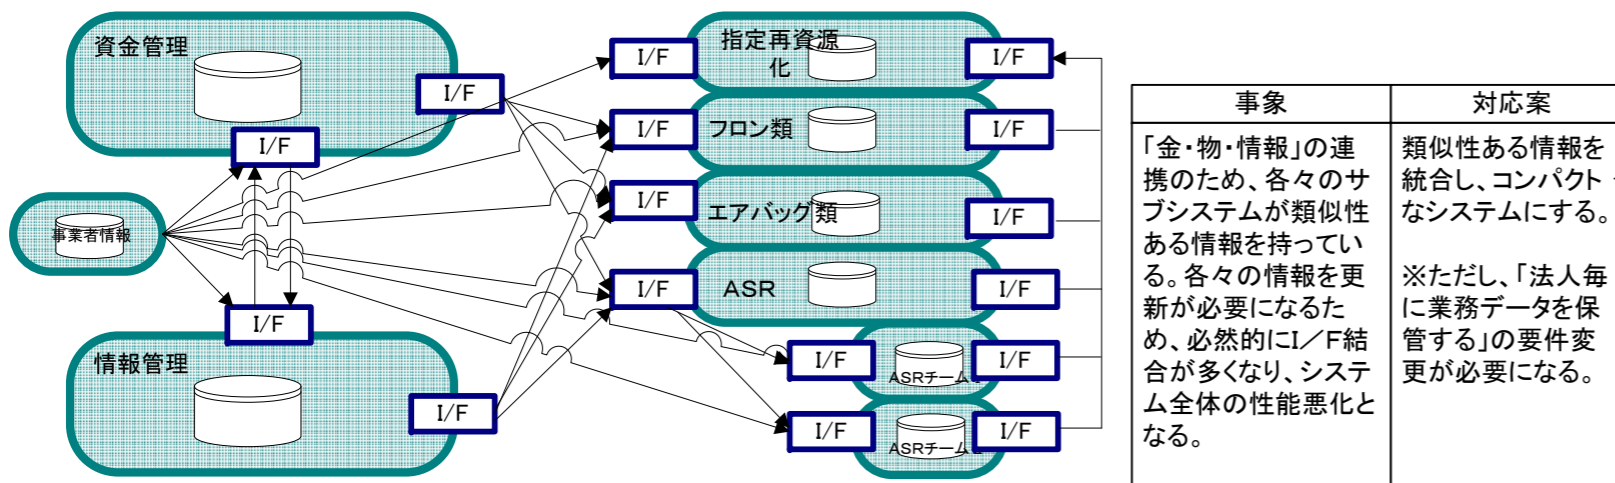 資金管理
I/F
I/F
事業者情報
I/F
情報管理
I/F
I/F
指定再資源
化
I/F
I/F
フロン類
I/F
I/F
エアバッグ類
I/F
I/F
ASR
I/F
I/F
ASRチーム
I/F
I/F
ASRチーム
I/F
事象
対応案
「金・物・情報」の連
携のため、各々のサ
ブシステムが類似性
ある情報を持ってい
る。各々の情報を更
新が必要になるた
め、必然的にI／F結
合が多くなり、システ
ム全体の性能悪化と
なる。
類似性ある情報を
統合し、コンパクト
なシステムにする。
※ただし、「法人毎
に業務データを保
管する」の要件変
更が必要になる。